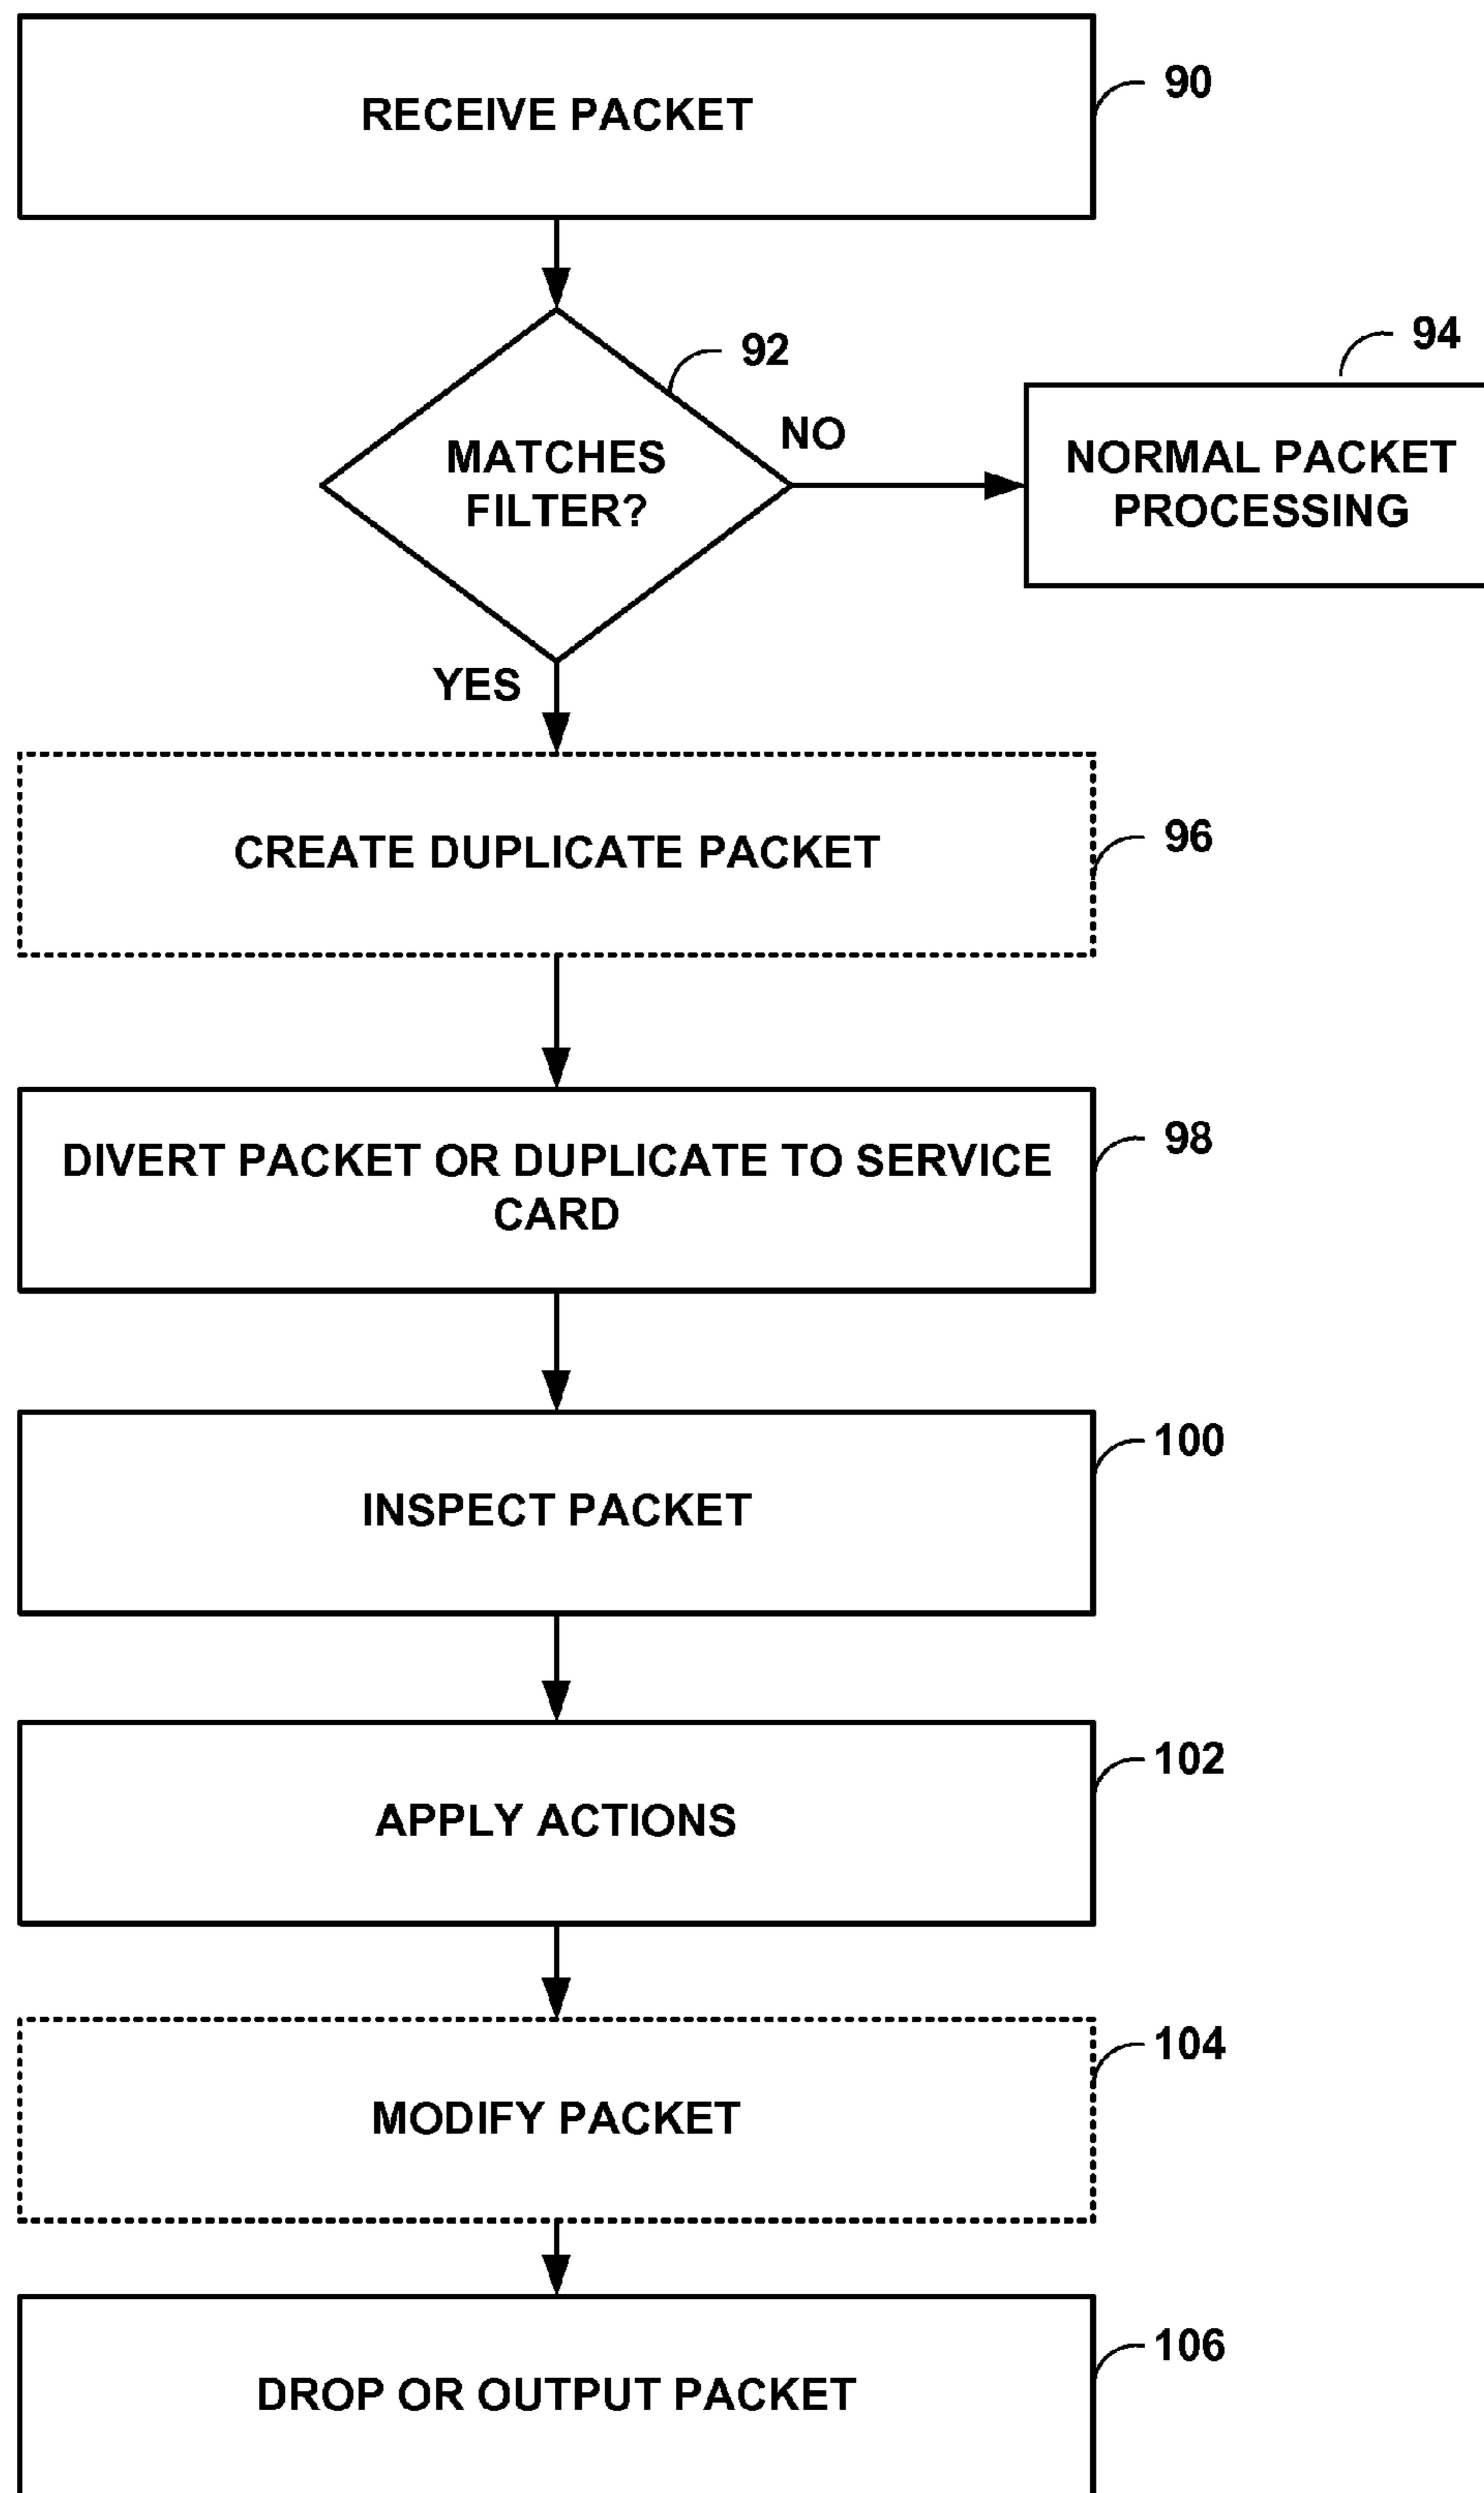 RECEIVE PACKET
90
92
MATCHES
FILTER?
NO
94
NORMAL PACKET
PROCESSING
YES
CREATE DUPLICATE PACKET
96
DIVERT PACKET OR DUPLICATE TO SERVICE
CARD
98
INSPECT PACKET
100
APPLY ACTIONS
102
MODIFY PACKET
104
DROP OR OUTPUT PACKET
106